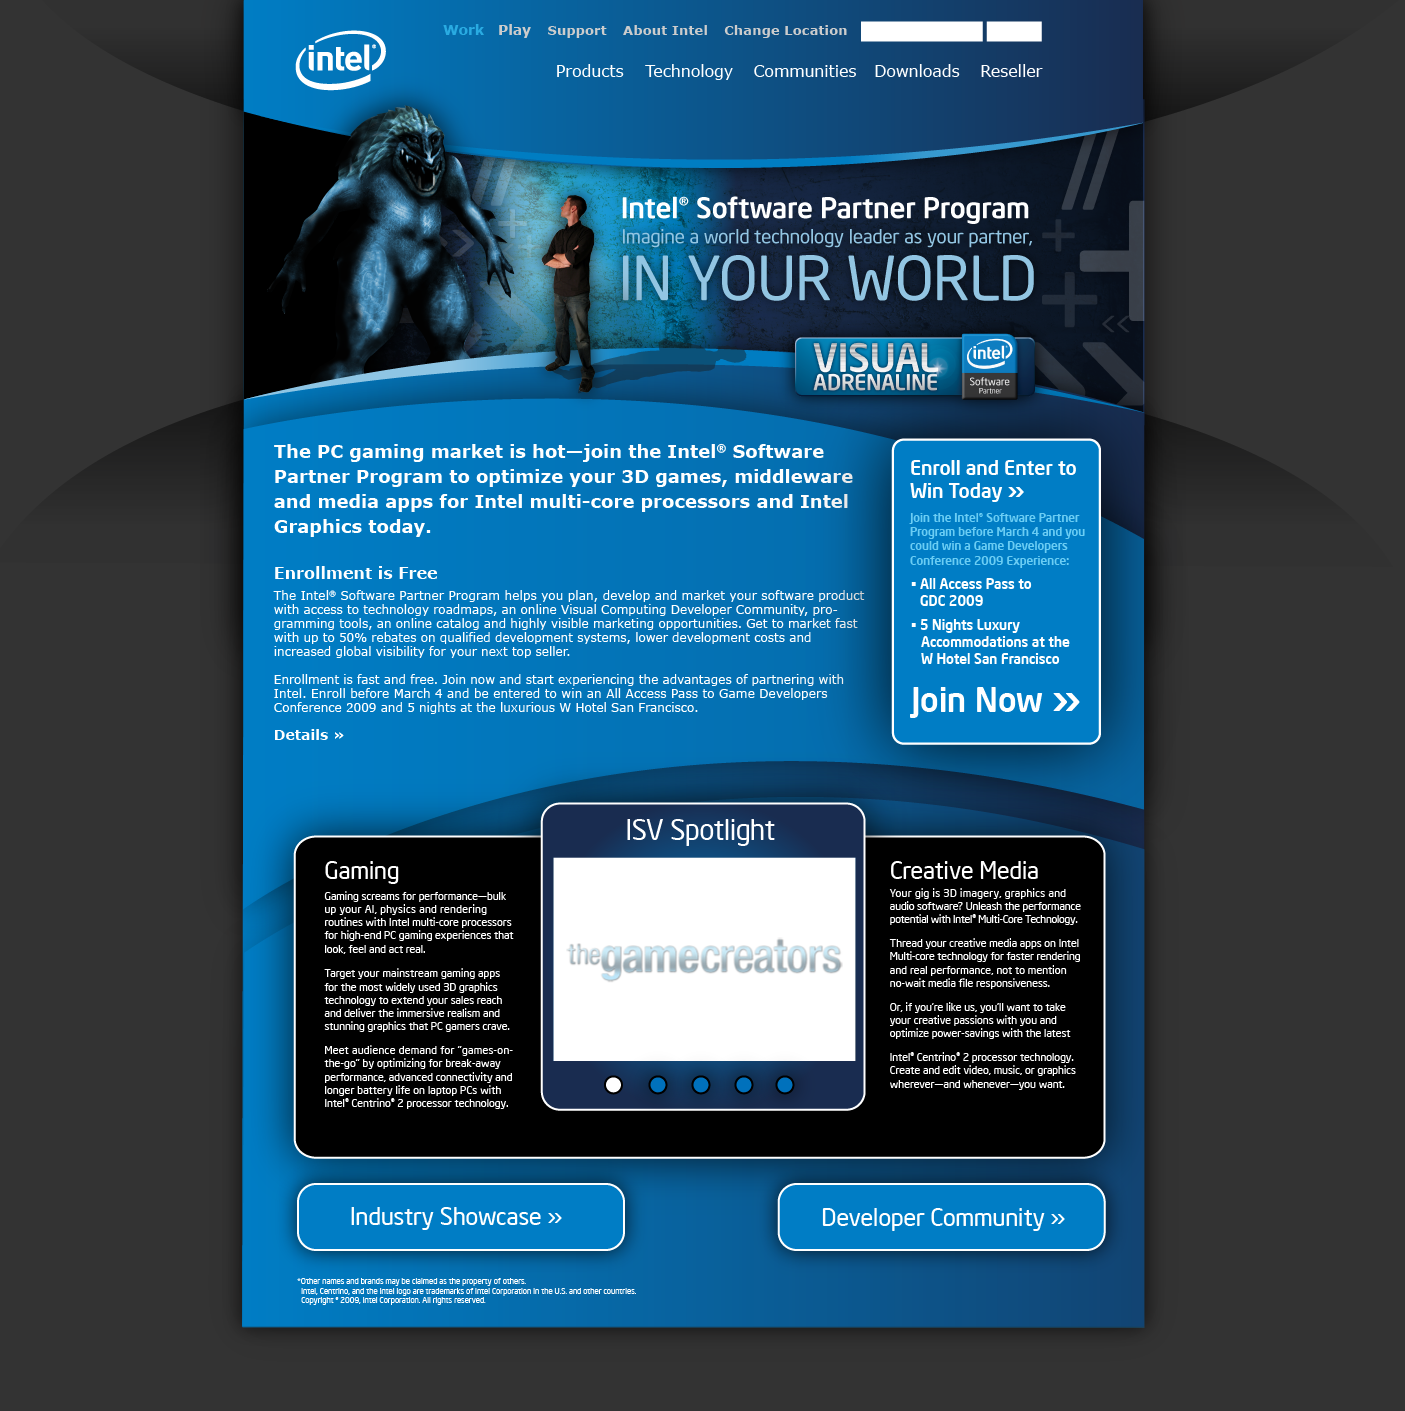 Work Play Support About Intel Change Location
intel®
Products Technology Communities Downloads Reseller
Intel® Software Partner Program
Imagine a world technology leader as your partner,
IN YOUR WORLD
VISUAL
ADRENALINE
intel
Software
Partner
The PC gaming market is hot—join the Intel® Software
Partner Program to optimize your 3D games, middleware
and media apps for Intel multi-core processors and Intel
Graphics today.
Enrollment is Free
The Intel® Software Partner Program helps you plan, develop and market your software product
with access to technology roadmaps, an online Visual Computing Developer Community, pro-
gramming tools, an online catalog and highly visible marketing opportunities. Get to market fast
with up to 50% rebates on qualified development systems, lower development costs and
increased global visibility for your next top seller.
Enrollment is fast and free. Join now and start experiencing the advantages of partnering with
Intel. Enroll before March 4 and be entered to win an All Access Pass to Game Developers
Conference 2009 and 5 nights at the luxurious W Hotel San Francisco.
Details »
Enroll and Enter to
Win Today »
Join the Intel® Software Partner
Program before March 4 and you
could win a Game Developers
Conference 2009 Experience:
▪ All Access Pass to
GDC 2009
▪ 5 Nights Luxury
Accommodations at the
W Hotel San Francisco
Join Now »
Gaming
Gaming screams for performance—bulk
up your AI, physics and rendering
routines with Intel multi-core processors
for high-end PC gaming experiences that
look, feel and act real.
Target your mainstream gaming apps
for the most widely used 3D graphics
technology to extend your sales reach
and deliver the immersive realism and
stunning graphics that PC gamers crave.
Meet audience demand for "games-on-
the-go" by optimizing for break-away
performance, advanced connectivity and
longer battery life on laptop PCs with
Intel® Centrino® 2 processor technology.
ISV Spotlight
thegamecreators
Creative Media
Your gig is 3D imagery, graphics and
audio software? Unleash the performance
potential with Intel® Multi-Core Technology.
Thread your creative media apps on Intel
Multi-core technology for faster rendering
and real performance, not to mention
no-wait media file responsiveness.
Or, if you're like us, you'll want to take
your creative passions with you and
optimize power-savings with the latest
Intel® Centrino® 2 processor technology.
Create and edit video, music, or graphics
wherever—and whenever—you want.
Industry Showcase »
Developer Community »
*Other names and brands may be claimed as the property of others.
Intel, Centrino, and the Intel logo are trademarks of Intel Corporation in the U.S. and other countries.
Copyright ® 2009, Intel Corporation. All rights reserved.